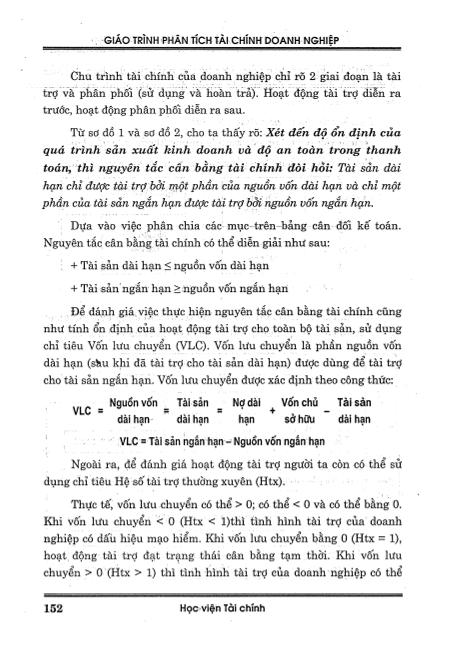 GIÁO TRÌNH PHÂN TÍCH TÀI CHÍNH DOANH NGHIỆP
Chu trình tài chính của doanh nghiệp chỉ rõ 2 giai đoạn là tài
trợ và phân phối (sử dụng và hoàn trả). Hoạt động tài trợ diễn ra
trước, hoạt động phân phối diễn ra sau.
Từ sơ đồ 1 và sơ đồ 2, cho ta thấy rõ: Xét đến độ ổn định của
quá trình sản xuất kinh doanh và độ an toàn trong thanh
toán, thì nguyên tắc cân bằng tài chính đòi hỏi: Tài sản dài
hạn chỉ được tài trợ bởi một phần của nguồn vốn dài hạn và chỉ một
phần của tài sản ngắn hạn được tài trợ bởi nguồn vốn ngắn hạn.
Dựa vào việc phân chia các mục trên bảng cân đối kế toán.
Nguyên tắc cân bằng tài chính có thể diễn giải như sau:
+ Tài sản dài hạn ≤ nguồn vốn dài hạn
+ Tài sản ngắn hạn ≥ nguồn vốn ngắn hạn
Để đánh giá việc thực hiện nguyên tắc cân bằng tài chính cũng
như tính ổn định của hoạt động tài trợ cho toàn bộ tài sản, sử dụng
chỉ tiêu Vốn lưu chuyển (VLC). Vốn lưu chuyển là phần nguồn vốn
dài hạn (sau khi đã tài trợ cho tài sản dài hạn) được dùng để tài trợ
cho tài sản ngắn hạn. Vốn lưu chuyển được xác định theo công thức:
VLC = Nguồn vốn dài hạn = Tài sản dài hạn = Nợ dài hạn + Vốn chủ sở hữu – Tài sản dài hạn
VLC = Tài sản ngắn hạn – Nguồn vốn ngắn hạn
Ngoài ra, để đánh giá hoạt động tài trợ người ta còn có thể sử
dụng chỉ tiêu Hệ số tài trợ thường xuyên (Htx).
Thực tế, vốn lưu chuyển có thể > 0; có thể < 0 và có thể bằng 0.
Khi vốn lưu chuyển < 0 (Htx < 1)thì tình hình tài trợ của doanh
nghiệp có dấu hiệu mạo hiểm. Khi vốn lưu chuyển bằng 0 (Htx = 1),
hoạt động tài trợ đạt trạng thái cân bằng tạm thời. Khi vốn lưu
chuyển > 0 (Htx > 1) thì tình hình tài trợ của doanh nghiệp có thể
152 Học viện Tài chính